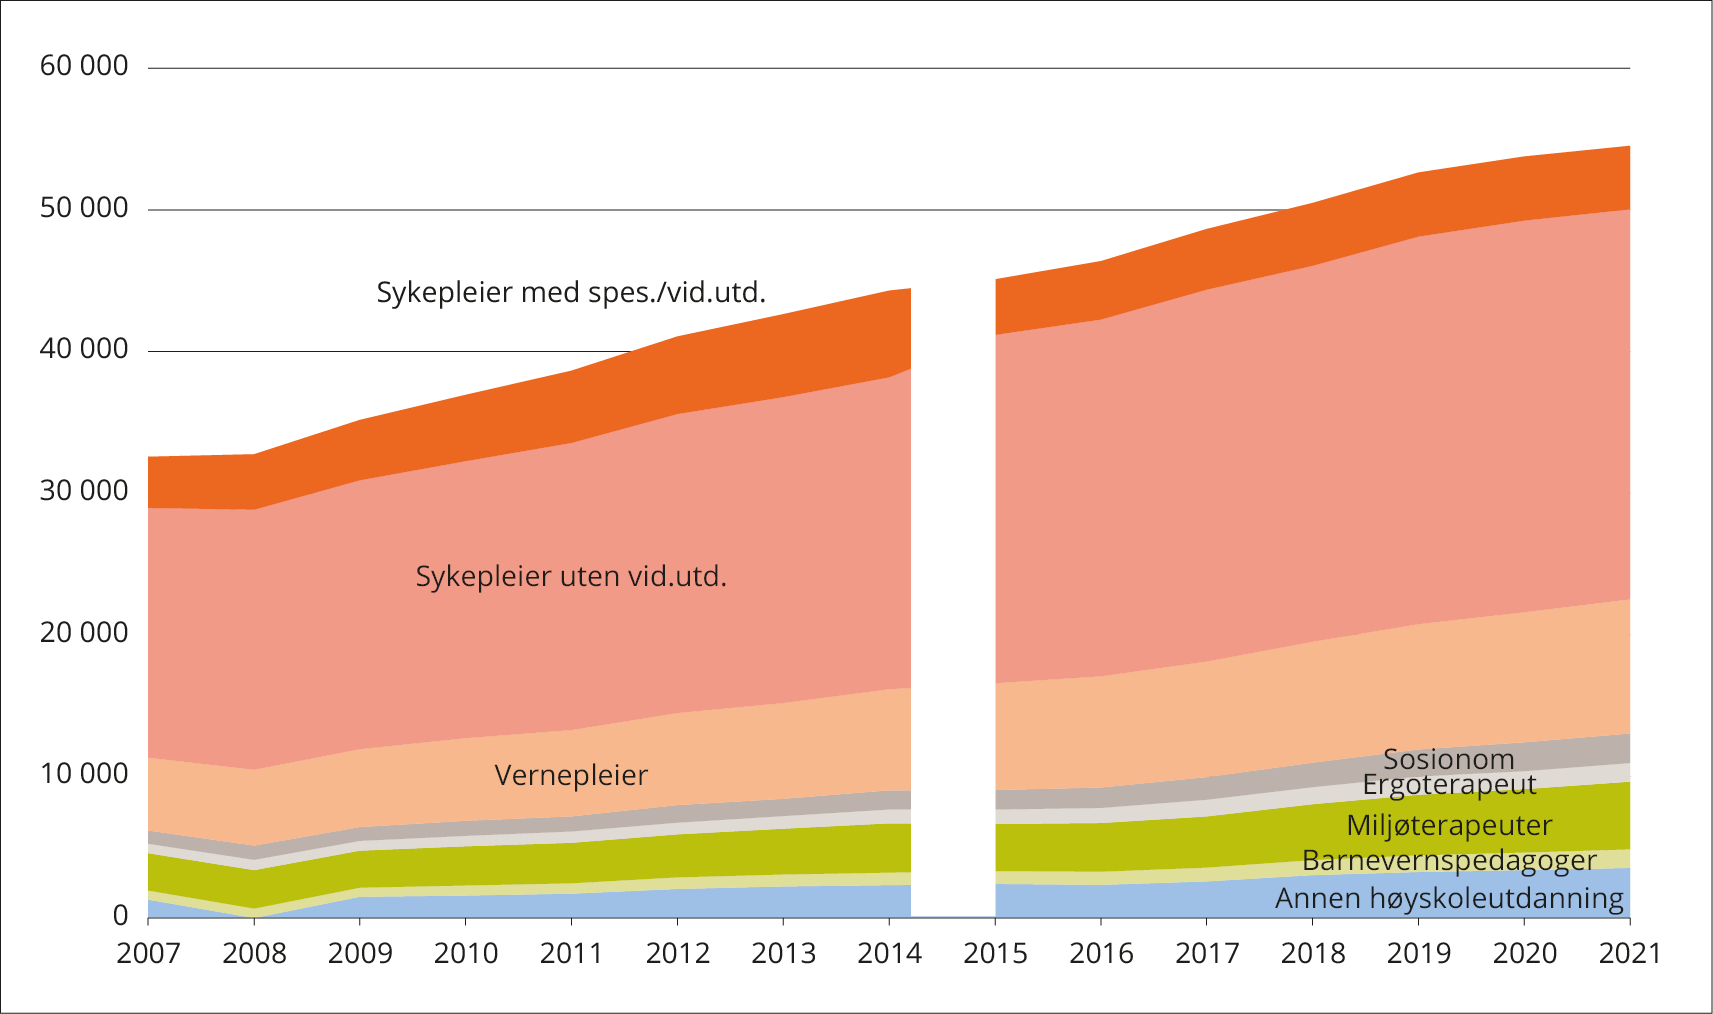 60 000
50 000
Sykepleier med spes./vid.utd.
40 000
30 000
Sykepleier uten vid.utd.
20 000
10 000
Vernepleier
Sosionom
Ergoterapeut
Miljøterapeuter
Barnevernspedagoger
Annen høyskoleutdanning
0
2007 2008 2009 2010 2011 2012 2013 2014 2015 2016 2017 2018 2019 2020 2021